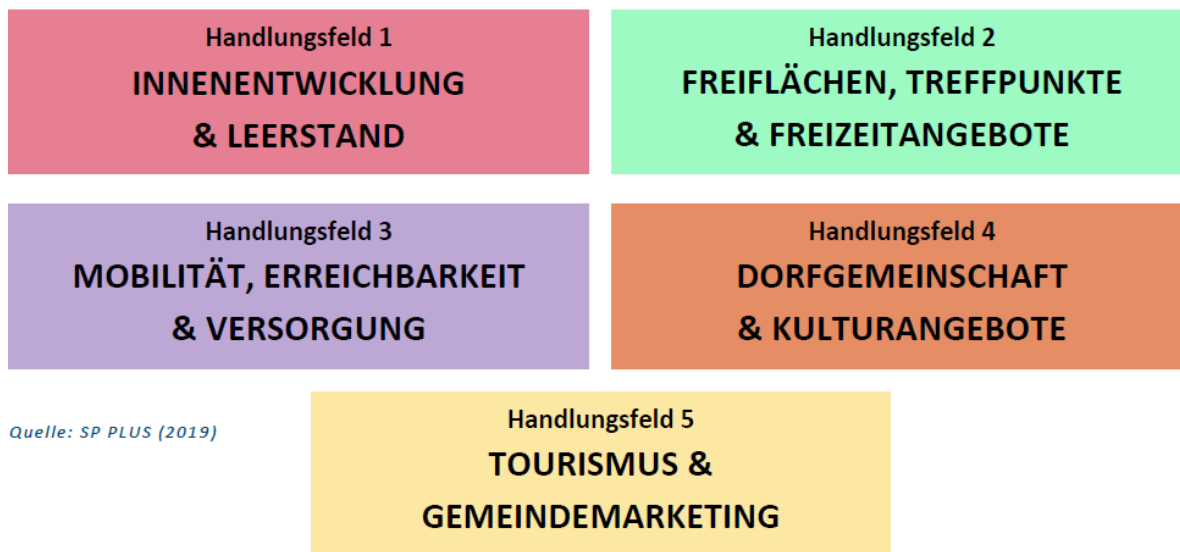 Handlungsfeld 1
INNENENTWICKLUNG
& LEERSTAND
Handlungsfeld 2
FREIFLÄCHEN, TREFFPUNKTE
& FREIZEITANGEBOTE
Handlungsfeld 3
MOBILITÄT, ERREICHBARKEIT
& VERSORGUNG
Handlungsfeld 4
DORFGEMEINSCHAFT
& KULTURANGEBOTE
Quelle: SP PLUS (2019)
Handlungsfeld 5
TOURISMUS &
GEMEINDEMARKETING